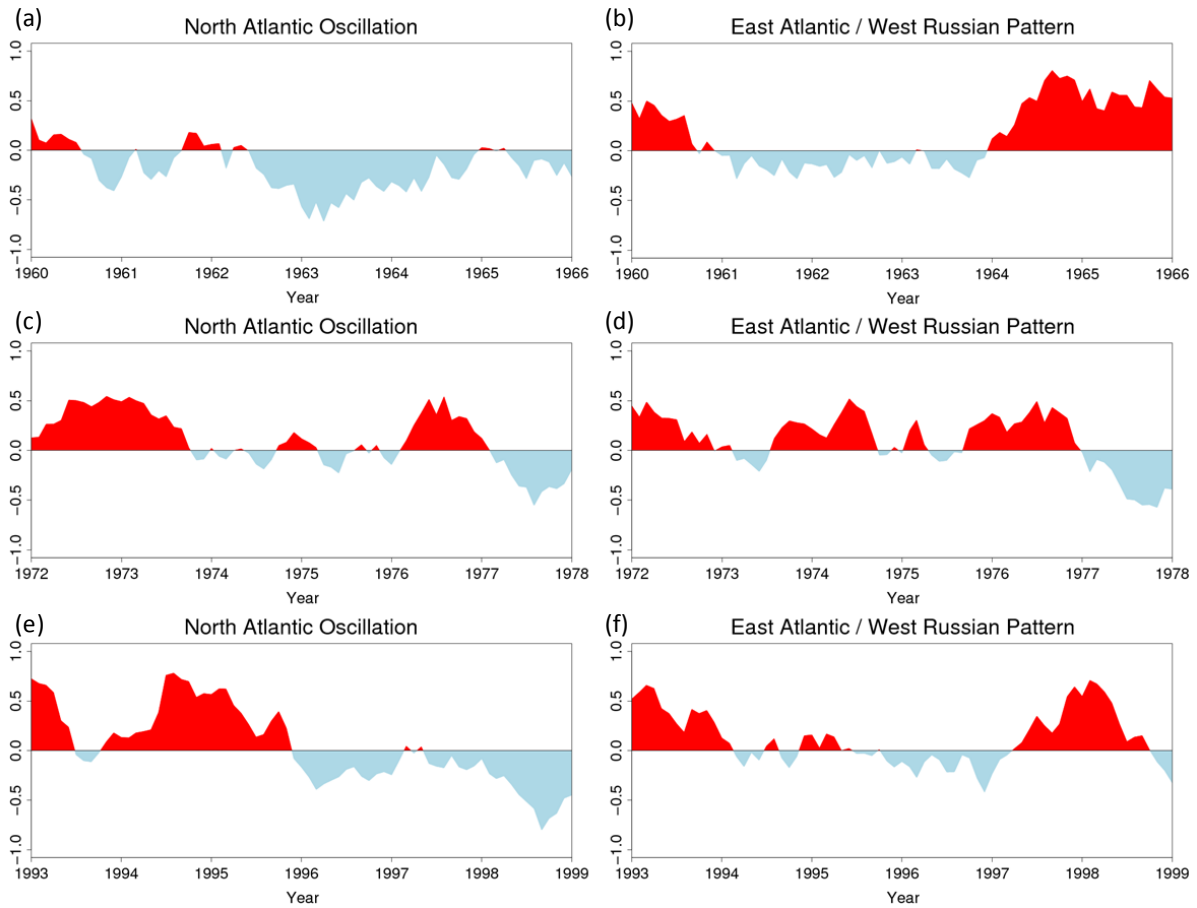 (a)
North Atlantic Oscillation
1.0
0.5
0.0
−0.5
−1.0
1960 1961 1962 1963 1964 1965 1966
Year
(b)
East Atlantic / West Russian Pattern
1.0
0.5
0.0
−0.5
−1.0
1960 1961 1962 1963 1964 1965 1966
Year
(c)
North Atlantic Oscillation
1.0
0.5
0.0
−0.5
−1.0
1972 1973 1974 1975 1976 1977 1978
Year
(d)
East Atlantic / West Russian Pattern
1.0
0.5
0.0
−0.5
−1.0
1972 1973 1974 1975 1976 1977 1978
Year
(e)
North Atlantic Oscillation
1.0
0.5
0.0
−0.5
−1.0
1993 1994 1995 1996 1997 1998 1999
Year
(f)
East Atlantic / West Russian Pattern
1.0
0.5
0.0
−0.5
−1.0
1993 1994 1995 1996 1997 1998 1999
Year